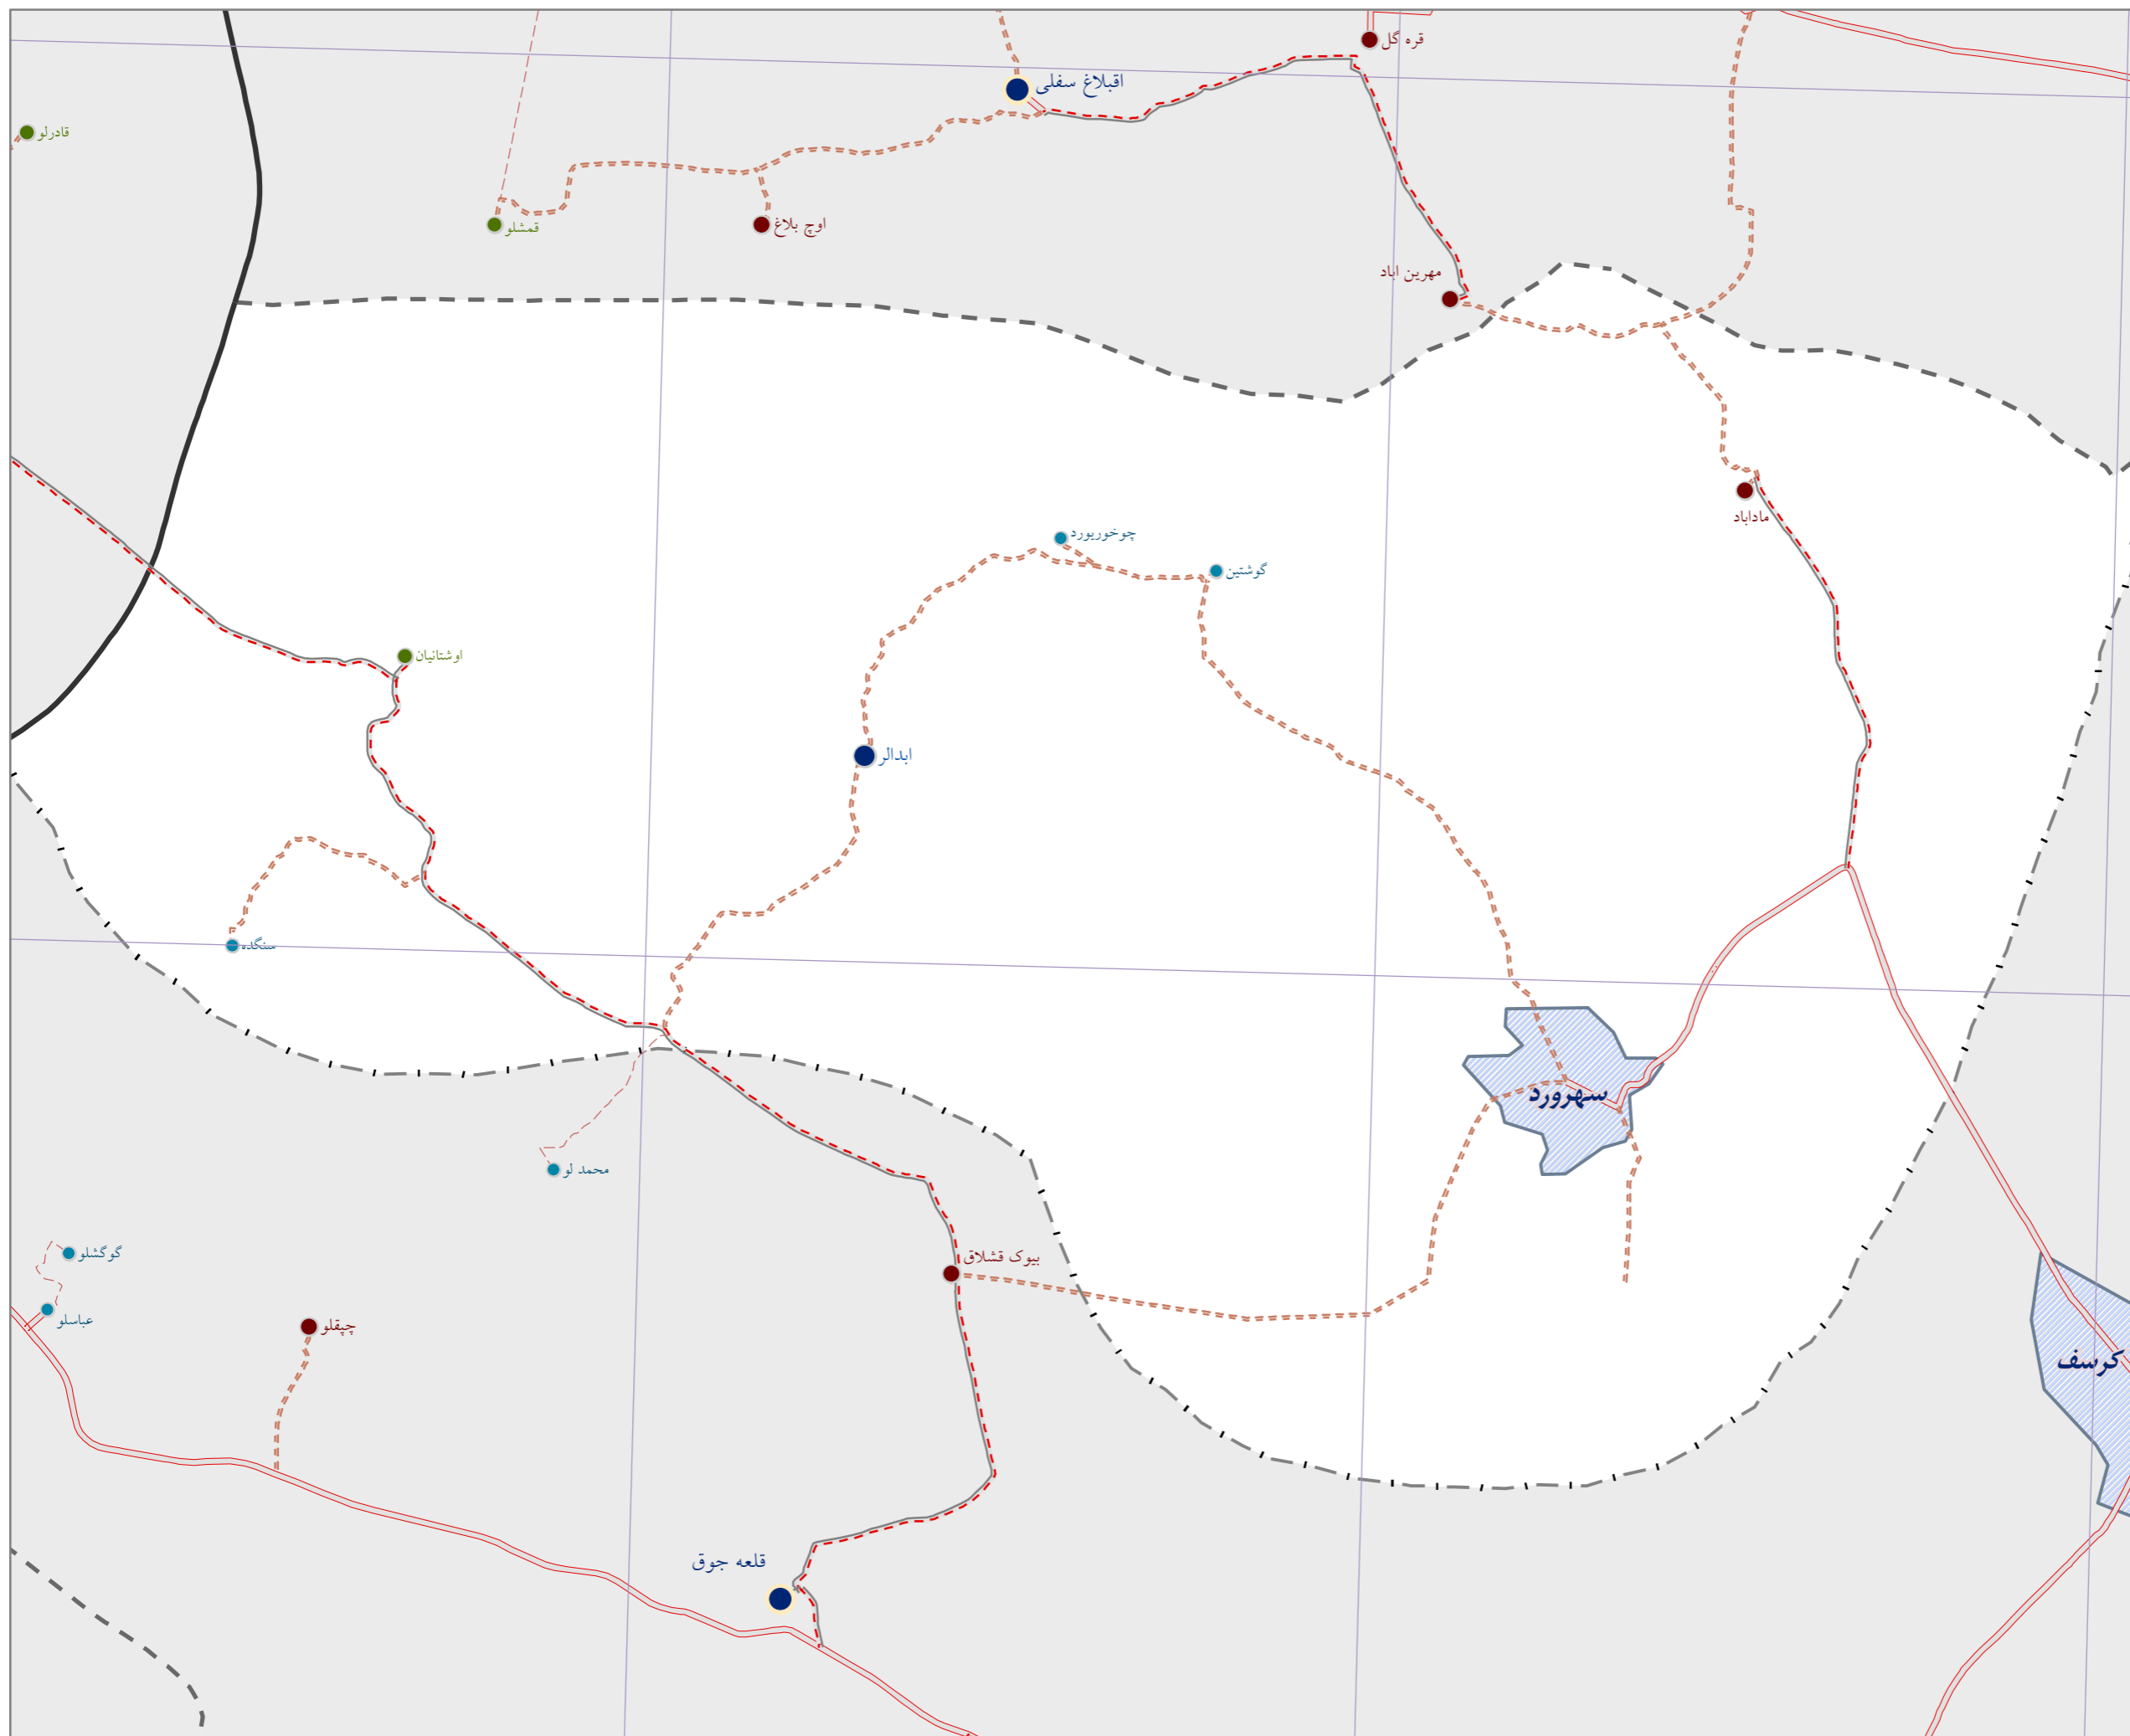 قره گل
اقبلاغ سفلی
قادرلو
قمشلو
اوچ بلاغ
مهرین اباد
ماداباد
چوخوریورد
گوشتین
اوشتانیان
ابدالر
سنگده
سهرورد
محمد لو
گوگشلو
بیوک قشلاق
عباسلو
چپقلو
کرسف
قلعه جوق